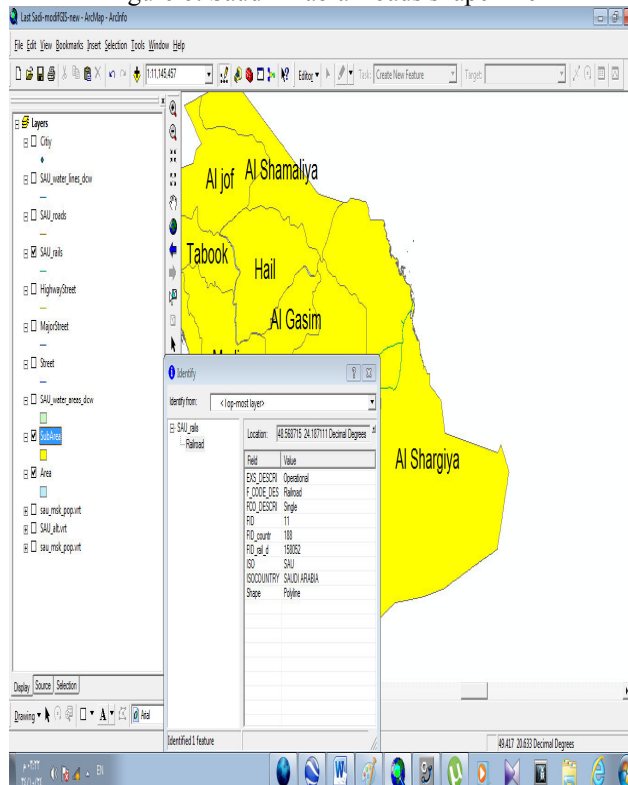 Last Sadi-modifGIS-new - ArcMap - ArcInfo
File Edit View Bookmarks Insert Selection Tools Window Help
1:11,145,457
Editor
Task:
Create New Feature
Target:
Layers
Citiy
SAU_water_lines_dcw
SAU_roads
SAU_rails
HighwayStreet
MajorStreet
Street
SAU_water_areas_dcw
SubArea
Area
sau_msk_pop.vrt
SAU_alt.vrt
sau_msk_pop.vrt
Al jof
Al Shamaliya
Tabook
Hail
Al Gasim
Al Shargiya
Identify
Identify from:
<Top-most layer>
SAU_rails
Railroad
Location:
48.568715 24.187111 Decimal Degrees
Field Value
EXS_DESCRI Operational
F_CODE_DES Railroad
FCO_DESCRI Single
FID 11
FID_countr 188
FID_rail_d 158052
ISO SAU
ISOCOUNTRY SAUDI ARABIA
Shape Polyline
Identified 1 feature
Display Source Selection
Drawing
A
Arial
49.417 20.633 Decimal Degrees
EN